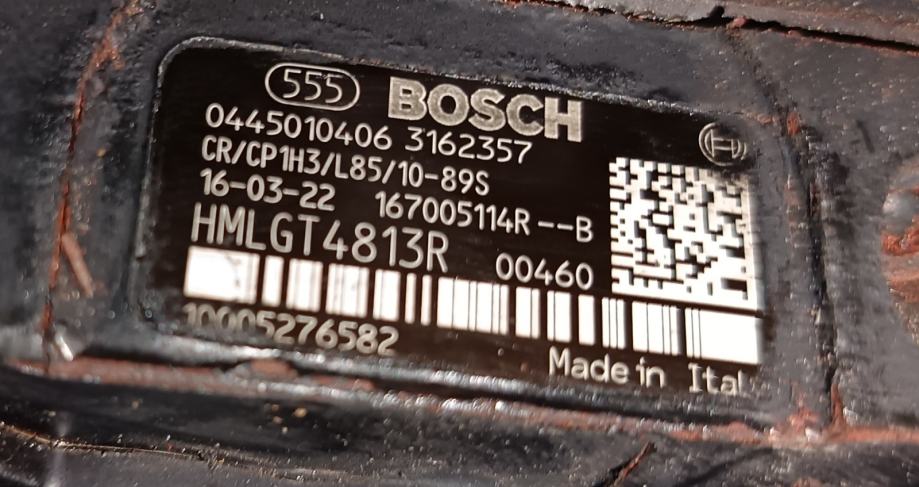 555 BOSCH
0445010406 3162357
CR/CP1H3/L85/10-89S
16-03-22 167005114R--B
HMLGT4813R 00460
10005276582
Made in Ital